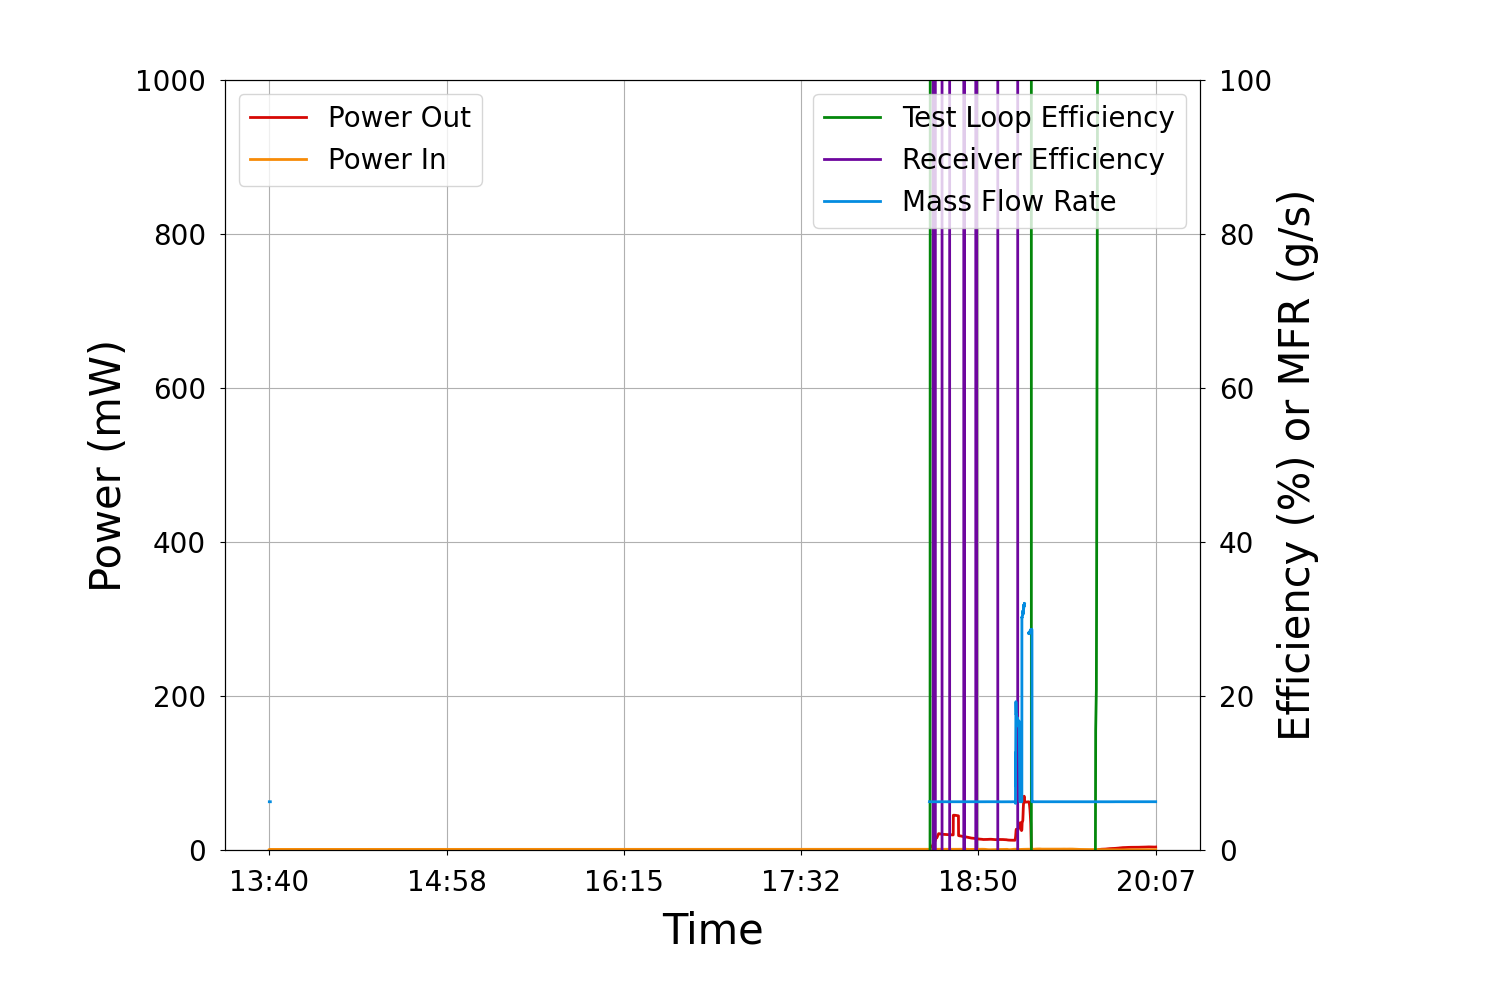 1000
800
600
400
200
0
Power (mW)
Power Out
Power In
Test Loop Efficiency
Receiver Efficiency
Mass Flow Rate
100
80
60
40
20
0
Efficiency (%) or MFR (g/s)
13:40 14:58 16:15 17:32 18:50 20:07
Time